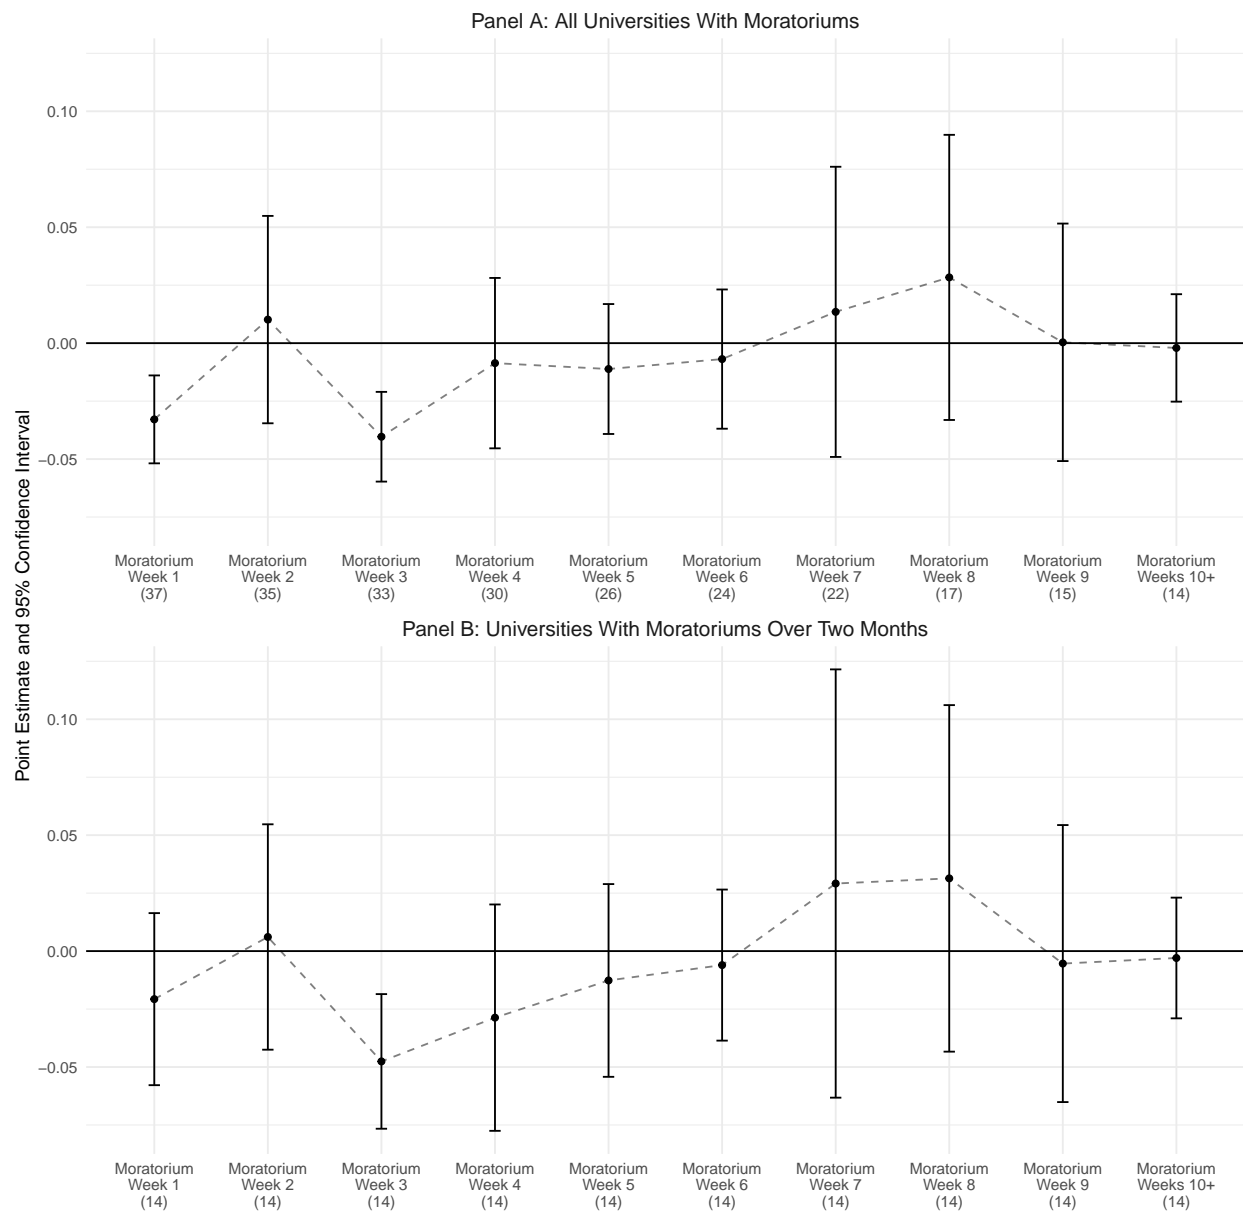 Panel A: All Universities With Moratoriums
0.10
0.05
0.00
−0.05
Moratorium Week 1 (37)
Moratorium Week 2 (35)
Moratorium Week 3 (33)
Moratorium Week 4 (30)
Moratorium Week 5 (26)
Moratorium Week 6 (24)
Moratorium Week 7 (22)
Moratorium Week 8 (17)
Moratorium Week 9 (15)
Moratorium Weeks 10+ (14)
Point Estimate and 95% Confidence Interval
Panel B: Universities With Moratoriums Over Two Months
0.10
0.05
0.00
−0.05
Moratorium Week 1 (14)
Moratorium Week 2 (14)
Moratorium Week 3 (14)
Moratorium Week 4 (14)
Moratorium Week 5 (14)
Moratorium Week 6 (14)
Moratorium Week 7 (14)
Moratorium Week 8 (14)
Moratorium Week 9 (14)
Moratorium Weeks 10+ (14)